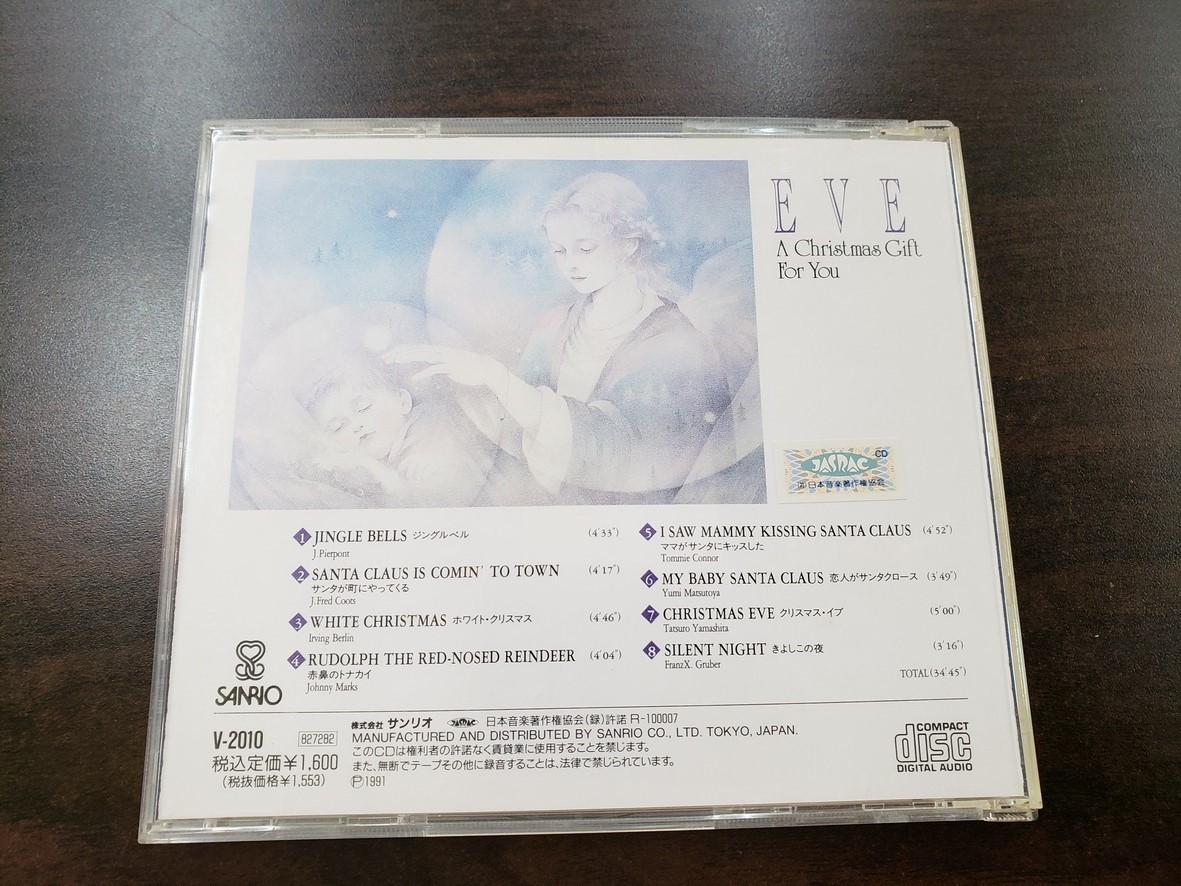 EVE
A Christmas Gift
For You
JASRAC CD
日本音楽著作権協会
1 JINGLE BELLS ジングルベル (4'33")
J.Pierpont
2 SANTA CLAUS IS COMIN' TO TOWN (4'17")
サンタが町にやってくる
J.Fred Coots
3 WHITE CHRISTMAS ホワイト・クリスマス (4'46")
Irving Berlin
4 RUDOLPH THE RED-NOSED REINDEER (4'04")
赤鼻のトナカイ
Johnny Marks
5 I SAW MAMMY KISSING SANTA CLAUS (4'52")
ママがサンタにキッスした
Tommie Connor
6 MY BABY SANTA CLAUS 恋人がサンタクロース (3'49")
Yumi Matsutoya
7 CHRISTMAS EVE クリスマス・イブ (5'00")
Tatsuro Yamashita
8 SILENT NIGHT きよしこの夜 (3'16")
FranzX. Gruber
TOTAL(34'45")
SANRIO
V-2010 827282
税込定価¥1,600
(税抜価格¥1,553)
株式会社 サンリオ JASRAC 日本音楽著作権協会(録)許諾 R-100007
MANUFACTURED AND DISTRIBUTED BY SANRIO CO., LTD. TOKYO, JAPAN.
このCDは権利者の許諾なく賃貸業に使用することを禁じます。
また、無断でテープその他に録音することは、法律で禁じられています。
Ⓟ1991
COMPACT
disc
DIGITAL AUDIO